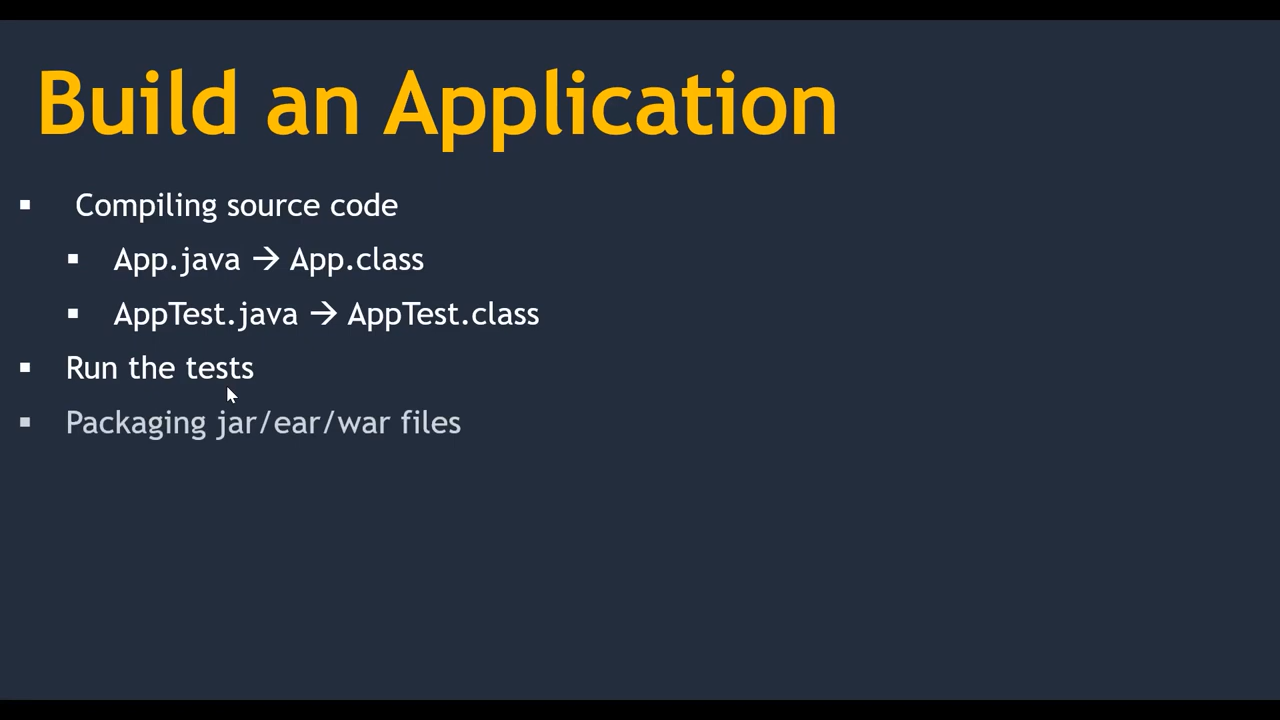 Build an Application
▪ Compiling source code
▪ App.java → App.class
▪ AppTest.java → AppTest.class
▪ Run the tests
▪ Packaging jar/ear/war files